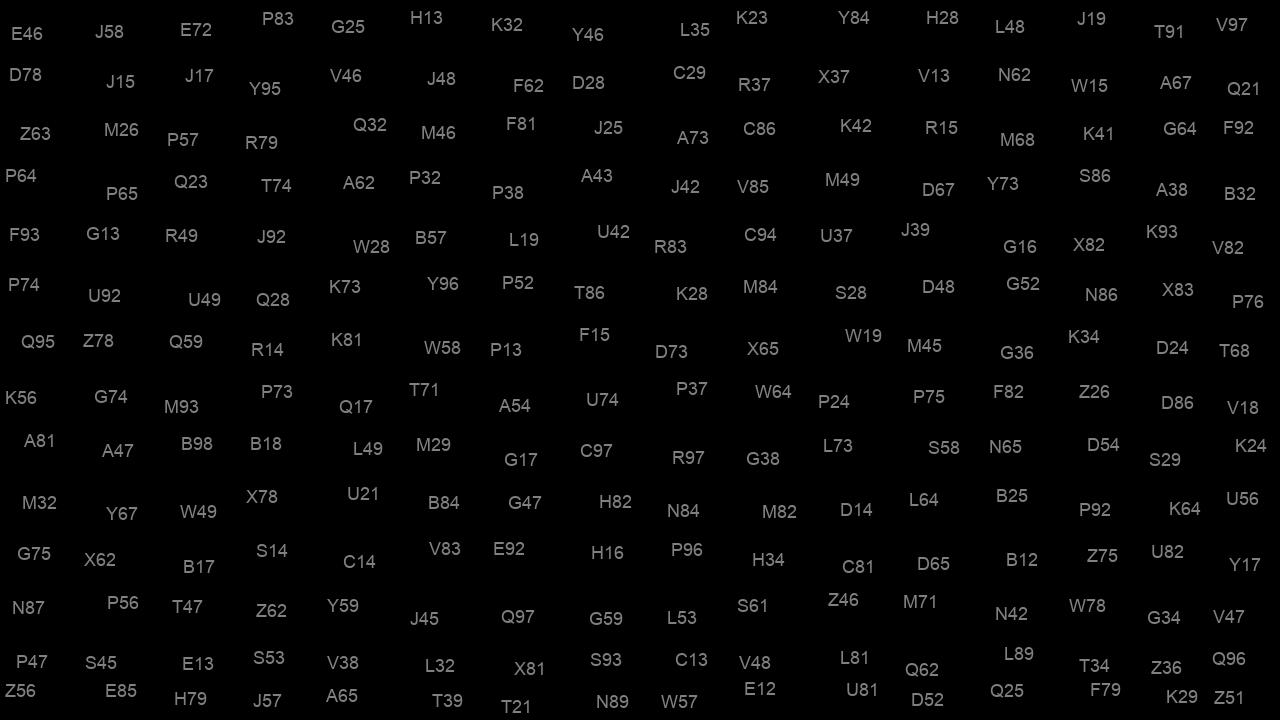 E46 J58 E72 P83 G25 H13 K32 Y46 L35 K23 Y84 H28 L48 J19 T91 V97
D78 J15 J17 Y95 V46 J48 F62 D28 C29 R37 X37 V13 N62 W15 A67 Q21
Z63 M26 P57 R79 Q32 M46 F81 J25 A73 C86 K42 R15 M68 K41 G64 F92
P64 P65 Q23 T74 A62 P32 P38 A43 J42 V85 M49 D67 Y73 S86 A38 B32
F93 G13 R49 J92 W28 B57 L19 U42 R83 C94 U37 J39 G16 X82 K93 V82
P74 U92 U49 Q28 K73 Y96 P52 T86 K28 M84 S28 D48 G52 N86 X83 P76
Q95 Z78 Q59 R14 K81 W58 P13 F15 D73 X65 W19 M45 G36 K34 D24 T68
K56 G74 M93 P73 Q17 T71 A54 U74 P37 W64 P24 P75 F82 Z26 D86 V18
A81 A47 B98 B18 L49 M29 G17 C97 R97 G38 L73 S58 N65 D54 S29 K24
M32 Y67 W49 X78 U21 B84 G47 H82 N84 M82 D14 L64 B25 P92 K64 U56
G75 X62 B17 S14 C14 V83 E92 H16 P96 H34 C81 D65 B12 Z75 U82 Y17
N87 P56 T47 Z62 Y59 J45 Q97 G59 L53 S61 Z46 M71 N42 W78 G34 V47
P47 S45 E13 S53 V38 L32 X81 S93 C13 V48 L81 Q62 L89 T34 Z36 Q96
Z56 E85 H79 J57 A65 T39 T21 N89 W57 E12 U81 D52 Q25 F79 K29 Z51